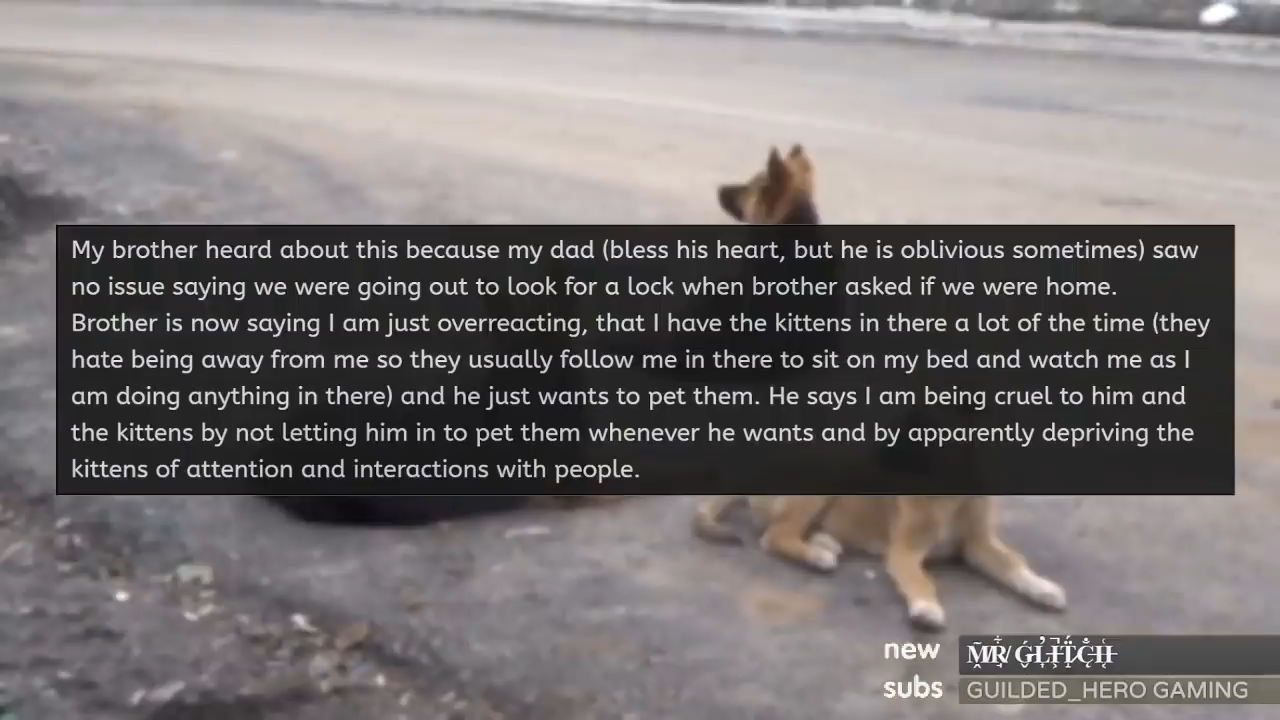 My brother heard about this because my dad (bless his heart, but he is oblivious sometimes) saw
no issue saying we were going out to look for a lock when brother asked if we were home.
Brother is now saying I am just overreacting, that I have the kittens in there a lot of the time (they
hate being away from me so they usually follow me in there to sit on my bed and watch me as I
am doing anything in there) and he just wants to pet them. He says I am being cruel to him and
the kittens by not letting him in to pet them whenever he wants and by apparently depriving the
kittens of attention and interactions with people.
new MR GLITCH
subs GUILDED_HERO GAMING